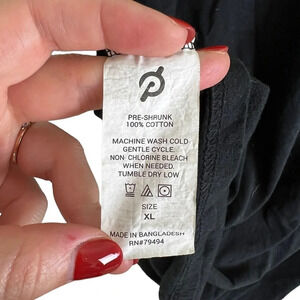 PRE-SHRUNK
100% COTTON
MACHINE WASH COLD
GENTLE CYCLE.
NON-CHLORINE BLEACH
WHEN NEEDED.
TUMBLE DRY LOW
SIZE
XL
MADE IN BANGLADESH
RN#79494